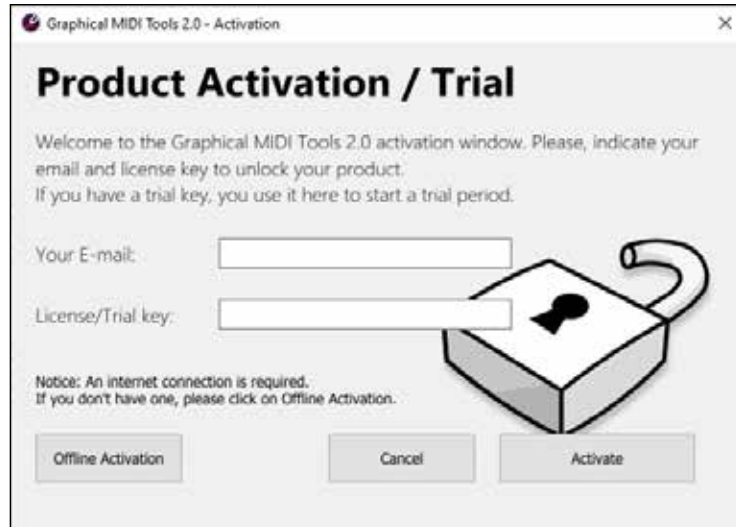 Graphical MIDI Tools 2.0 - Activation
Product Activation / Trial
Welcome to the Graphical MIDI Tools 2.0 activation window. Please, indicate your
email and license key to unlock your product.
If you have a trial key, you use it here to start a trial period.
Your E-mail:
License/Trial key:
Notice: An internet connection is required.
If you don't have one, please click on Offline Activation.
Offline Activation
Cancel
Activate